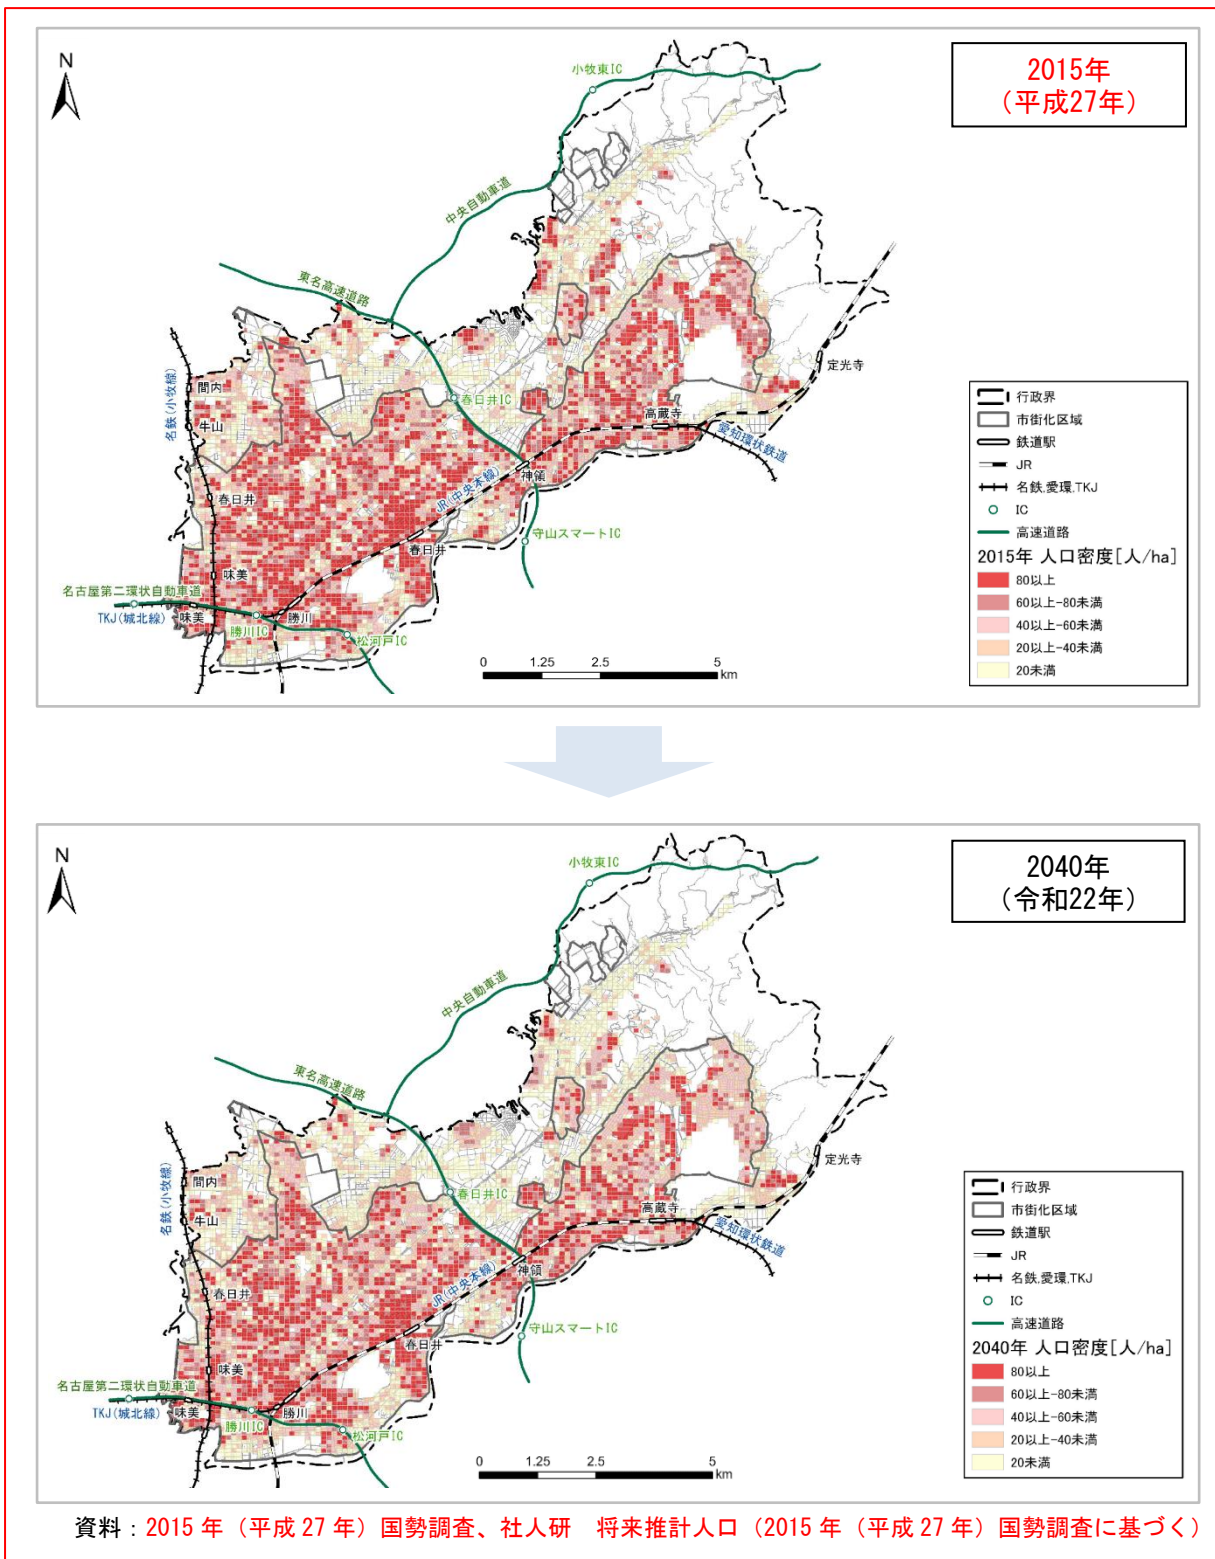 2015年
（平成27年）
N
小牧東IC
中央自動車道
東名高速道路
名鉄(小牧線)
間内
牛山
春日井IC
定光寺
高蔵寺
愛知環状鉄道
神領
JR(中央本線)
春日井
守山スマートIC
春日井
味美
名古屋第二環状自動車道
TKJ(城北線)
味美
勝川
勝川IC
松河戸IC
0 1.25 2.5 5
km
行政界
市街化区域
鉄道駅
JR
名鉄,愛環,TKJ
IC
高速道路
2015年 人口密度[人/ha]
80以上
60以上-80未満
40以上-60未満
20以上-40未満
20未満
2040年
（令和22年）
N
小牧東IC
中央自動車道
東名高速道路
名鉄(小牧線)
間内
牛山
春日井IC
定光寺
高蔵寺
愛知環状鉄道
神領
JR(中央本線)
春日井
守山スマートIC
春日井
味美
名古屋第二環状自動車道
TKJ(城北線)
味美
勝川
勝川IC
松河戸IC
0 1.25 2.5 5
km
行政界
市街化区域
鉄道駅
JR
名鉄,愛環,TKJ
IC
高速道路
2040年 人口密度[人/ha]
80以上
60以上-80未満
40以上-60未満
20以上-40未満
20未満
資料：2015年（平成27年）国勢調査、社人研　将来推計人口（2015年（平成27年）国勢調査に基づく）